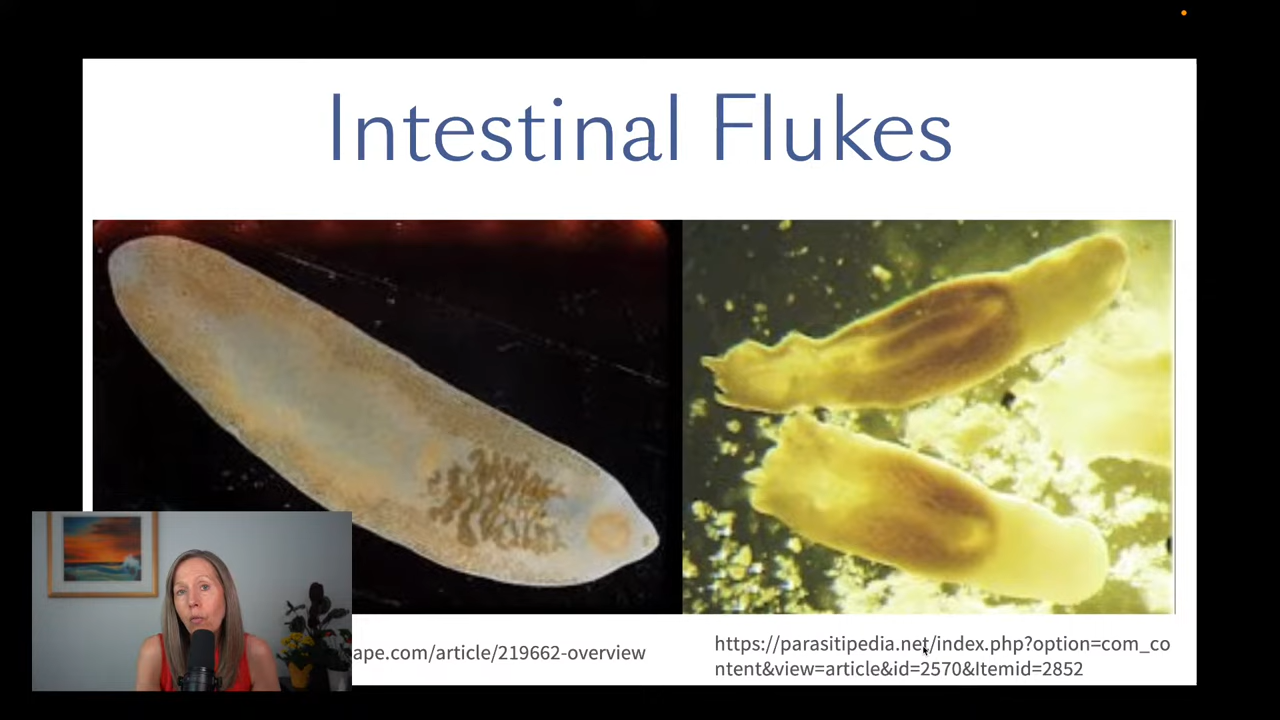 Intestinal Flukes
ape.com/article/219662-overview
https://parasitipedia.net/index.php?option=com_co
ntent&view=article&id=2570&Itemid=2852